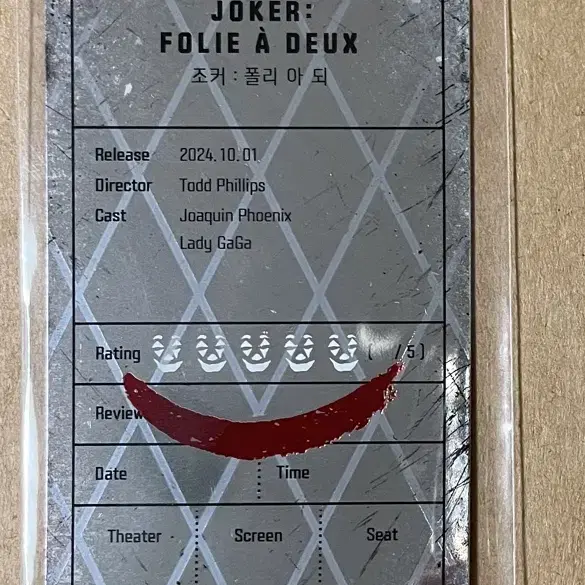 JOKER:
FOLIE À DEUX
조커 : 폴리 아 되
Release 2024. 10. 01
Director Todd Phillips
Cast Joaquin Phoenix
Lady GaGa
Rating ( / 5 )
Review
Date Time
Theater Screen Seat